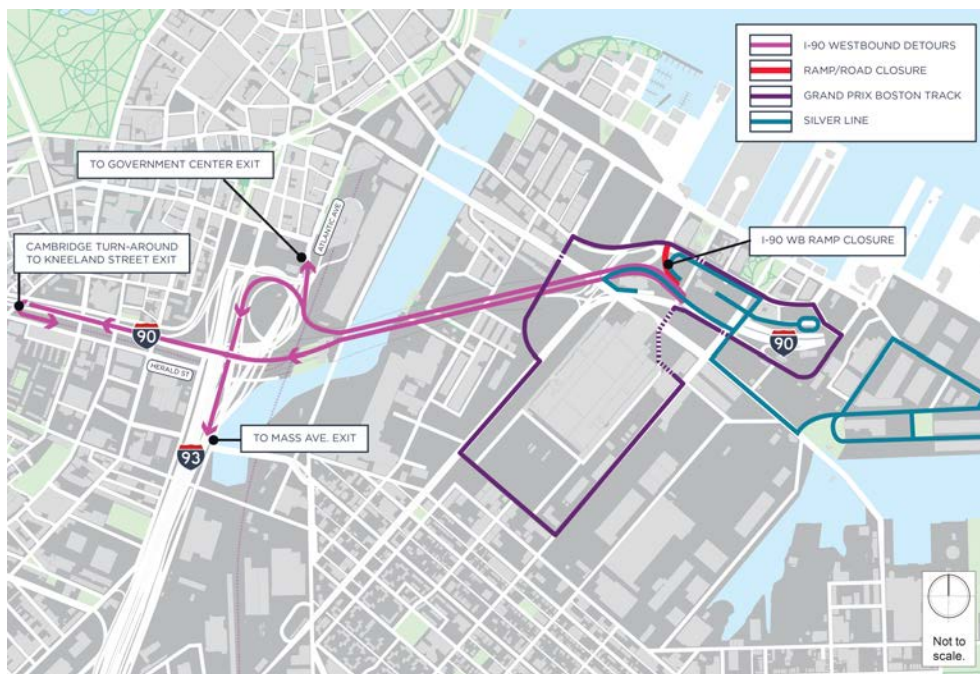 I-90 WESTBOUND DETOURS
RAMP/ROAD CLOSURE
GRAND PRIX BOSTON TRACK
SILVER LINE
TO GOVERNMENT CENTER EXIT
ATLANTIC AVE
CAMBRIDGE TURN-AROUND
TO KNEELAND STREET EXIT
I-90 WB RAMP CLOSURE
90
90
HERALD ST
TO MASS AVE. EXIT
93
Not to
scale.